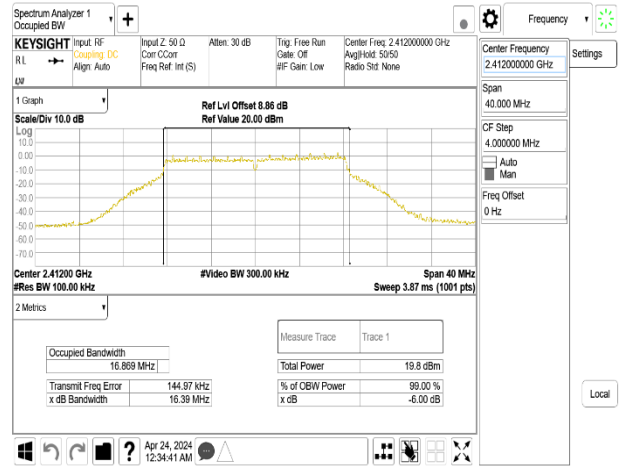 Spectrum Analyzer 1
Occupied BW
Frequency
KEYSIGHT
Input: RF
Coupling: DC
Align: Auto
Input Z: 50 Ω
Corr CCorr
Freq Ref: Int (S)
Atten: 30 dB
Trig: Free Run
Gate: Off
#IF Gain: Low
Center Freq: 2.412000000 GHz
Avg|Hold: 50/50
Radio Std: None
RL
Center Frequency
2.412000000 GHz
Settings
Span
40.000 MHz
CF Step
4.000000 MHz
Auto
Man
Freq Offset
0 Hz
Local
1 Graph
Scale/Div 10.0 dB
Ref Lvl Offset 8.86 dB
Ref Value 20.00 dBm
Log
10.0
0.00
-10.0
-20.0
-30.0
-40.0
-50.0
-60.0
-70.0
Center 2.41200 GHz
#Video BW 300.00 kHz
Span 40 MHz
#Res BW 100.00 kHz
Sweep 3.87 ms (1001 pts)
2 Metrics
Measure Trace
Trace 1
Occupied Bandwidth
16.869 MHz
Total Power
19.8 dBm
Transmit Freq Error
144.97 kHz
% of OBW Power
99.00 %
x dB Bandwidth
16.39 MHz
x dB
-6.00 dB
?
Apr 24, 2024
12:34:41 AM